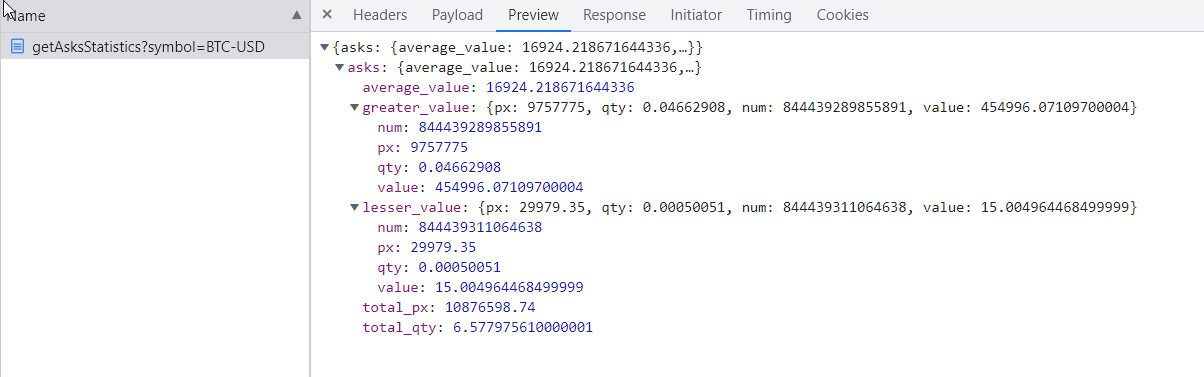 Name
getAsksStatistics?symbol=BTC-USD
Headers Payload Preview Response Initiator Timing Cookies
{asks: {average_value: 16924.218671644336,…}}
asks: {average_value: 16924.218671644336,…}
average_value: 16924.218671644336
greater_value: {px: 9757775, qty: 0.04662908, num: 844439289855891, value: 454996.07109700004}
num: 844439289855891
px: 9757775
qty: 0.04662908
value: 454996.07109700004
lesser_value: {px: 29979.35, qty: 0.00050051, num: 844439311064638, value: 15.004964468499999}
num: 844439311064638
px: 29979.35
qty: 0.00050051
value: 15.004964468499999
total_px: 10876598.74
total_qty: 6.577975610000001